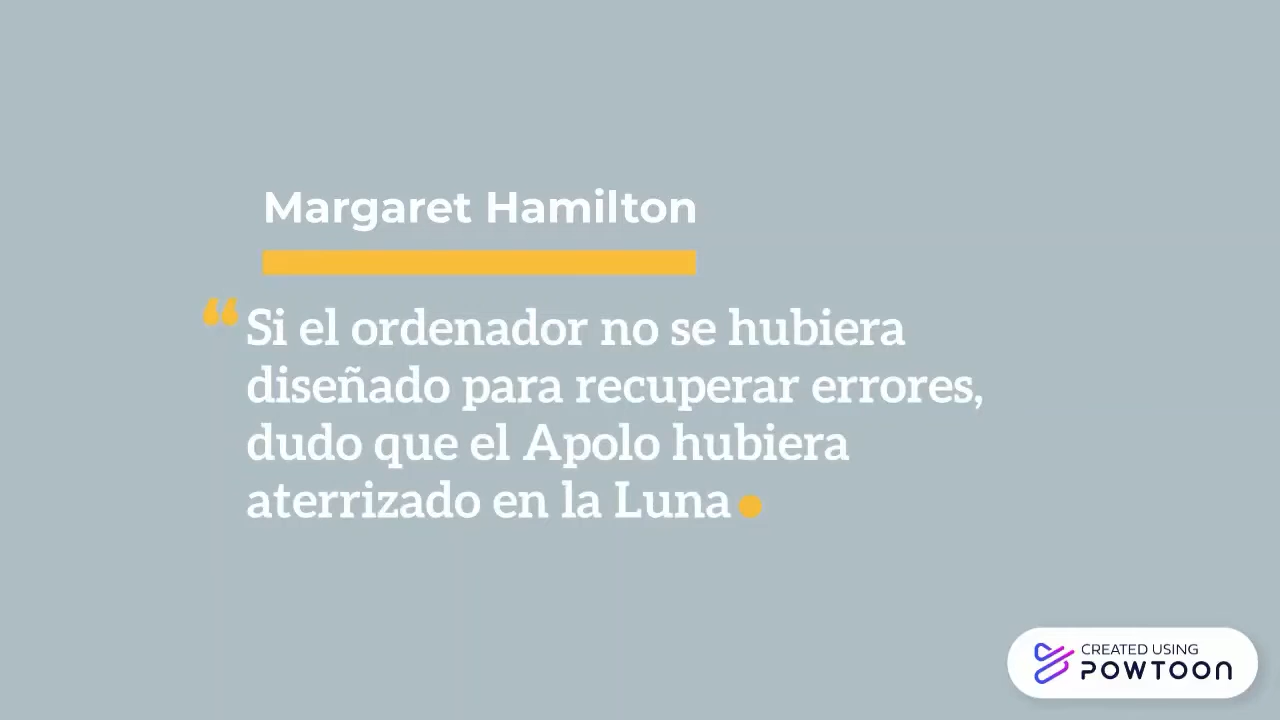 Margaret Hamilton
“Si el ordenador no se hubiera
diseñado para recuperar errores,
dudo que el Apolo hubiera
aterrizado en la Luna.
CREATED USING
POWTOON